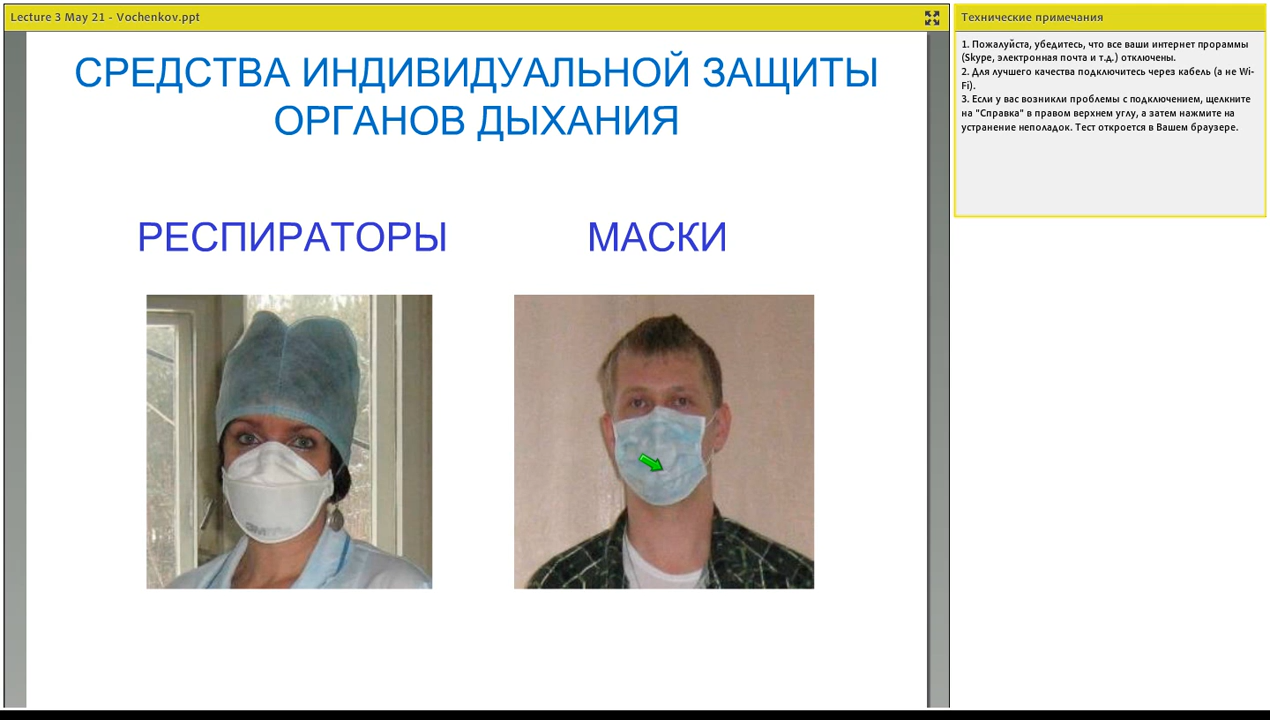 Lecture 3 May 21 - Vochenkov.ppt
СРЕДСТВА ИНДИВИДУАЛЬНОЙ ЗАЩИТЫ
ОРГАНОВ ДЫХАНИЯ
РЕСПИРАТОРЫ
МАСКИ
Технические примечания
1. Пожалуйста, убедитесь, что все ваши интернет прораммы
(Skype, электронная почта и т.д.) отключены.
2. Для лучшего качества подключитесь через кабель (а не Wi-
Fi).
3. Если у вас возникли проблемы с подключением, щелкните
на "Справка" в правом верхнем углу, а затем нажмите на
устранение неполадок. Тест откроется в Вашем браузере.